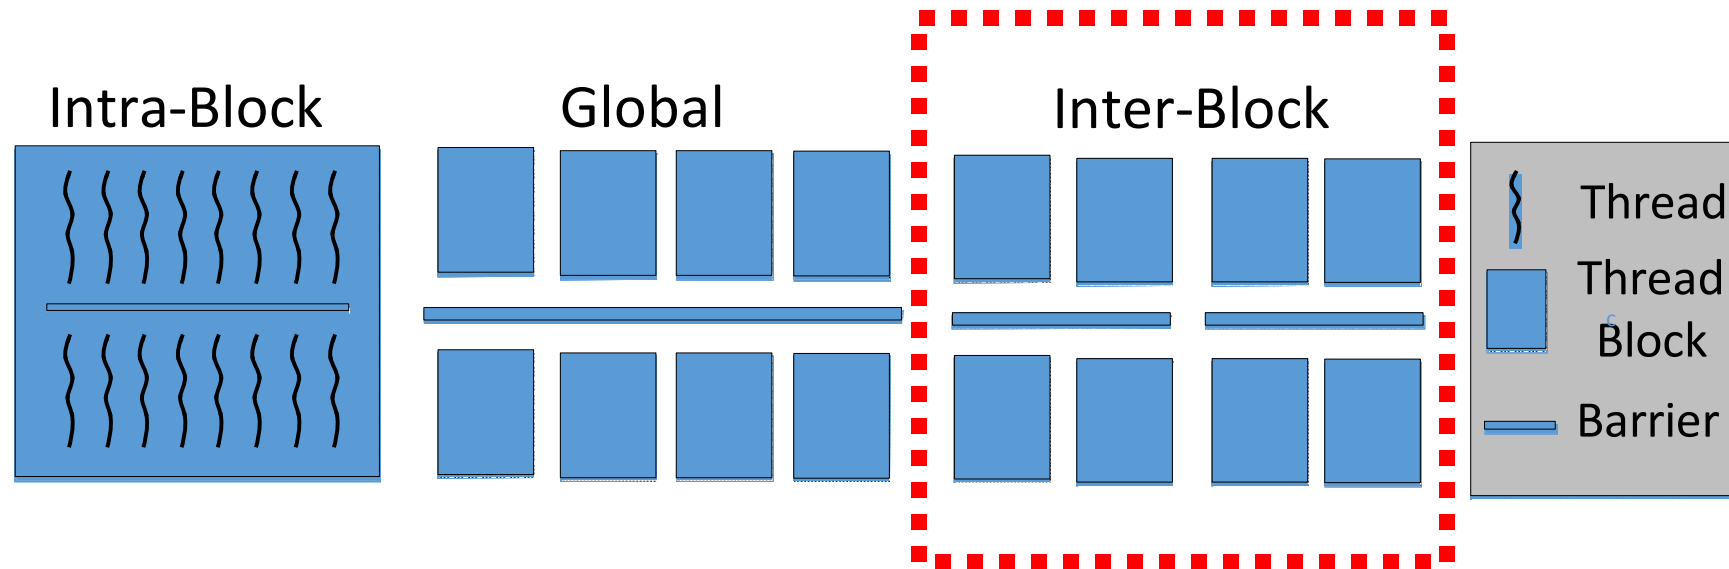 Intra-Block
Global
Inter-Block
Thread
Thread
c
Block
Barrier